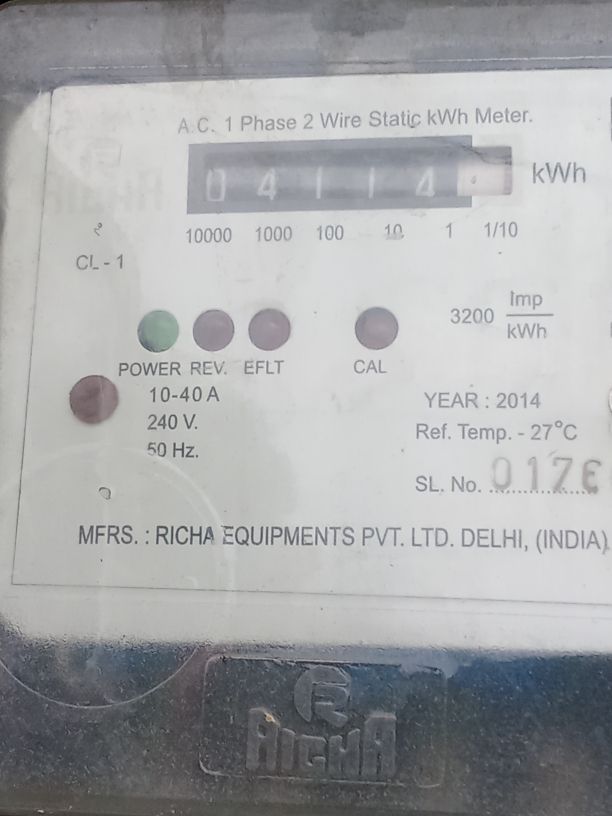 A.C. 1 Phase 2 Wire Static kWh Meter.
0 4 1 1 4 kWh
10000 1000 100 10 1 1/10
CL - 1
3200 Imp/kWh
POWER REV. EFLT CAL
10-40 A
240 V.
50 Hz.
YEAR : 2014
Ref. Temp. - 27°C
SL. No. 0176
MFRS. : RICHA EQUIPMENTS PVT. LTD. DELHI, (INDIA)
RICHA